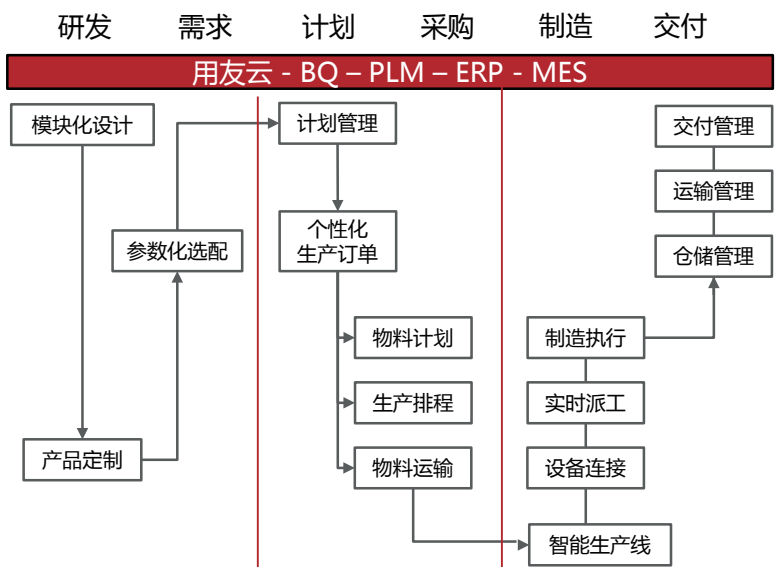 研发 需求 计划 采购 制造 交付
用友云 - BQ – PLM – ERP - MES
模块化设计
产品定制
参数化选配
计划管理
个性化
生产订单
物料计划
生产排程
物料运输
智能生产线
设备连接
实时派工
制造执行
仓储管理
运输管理
交付管理